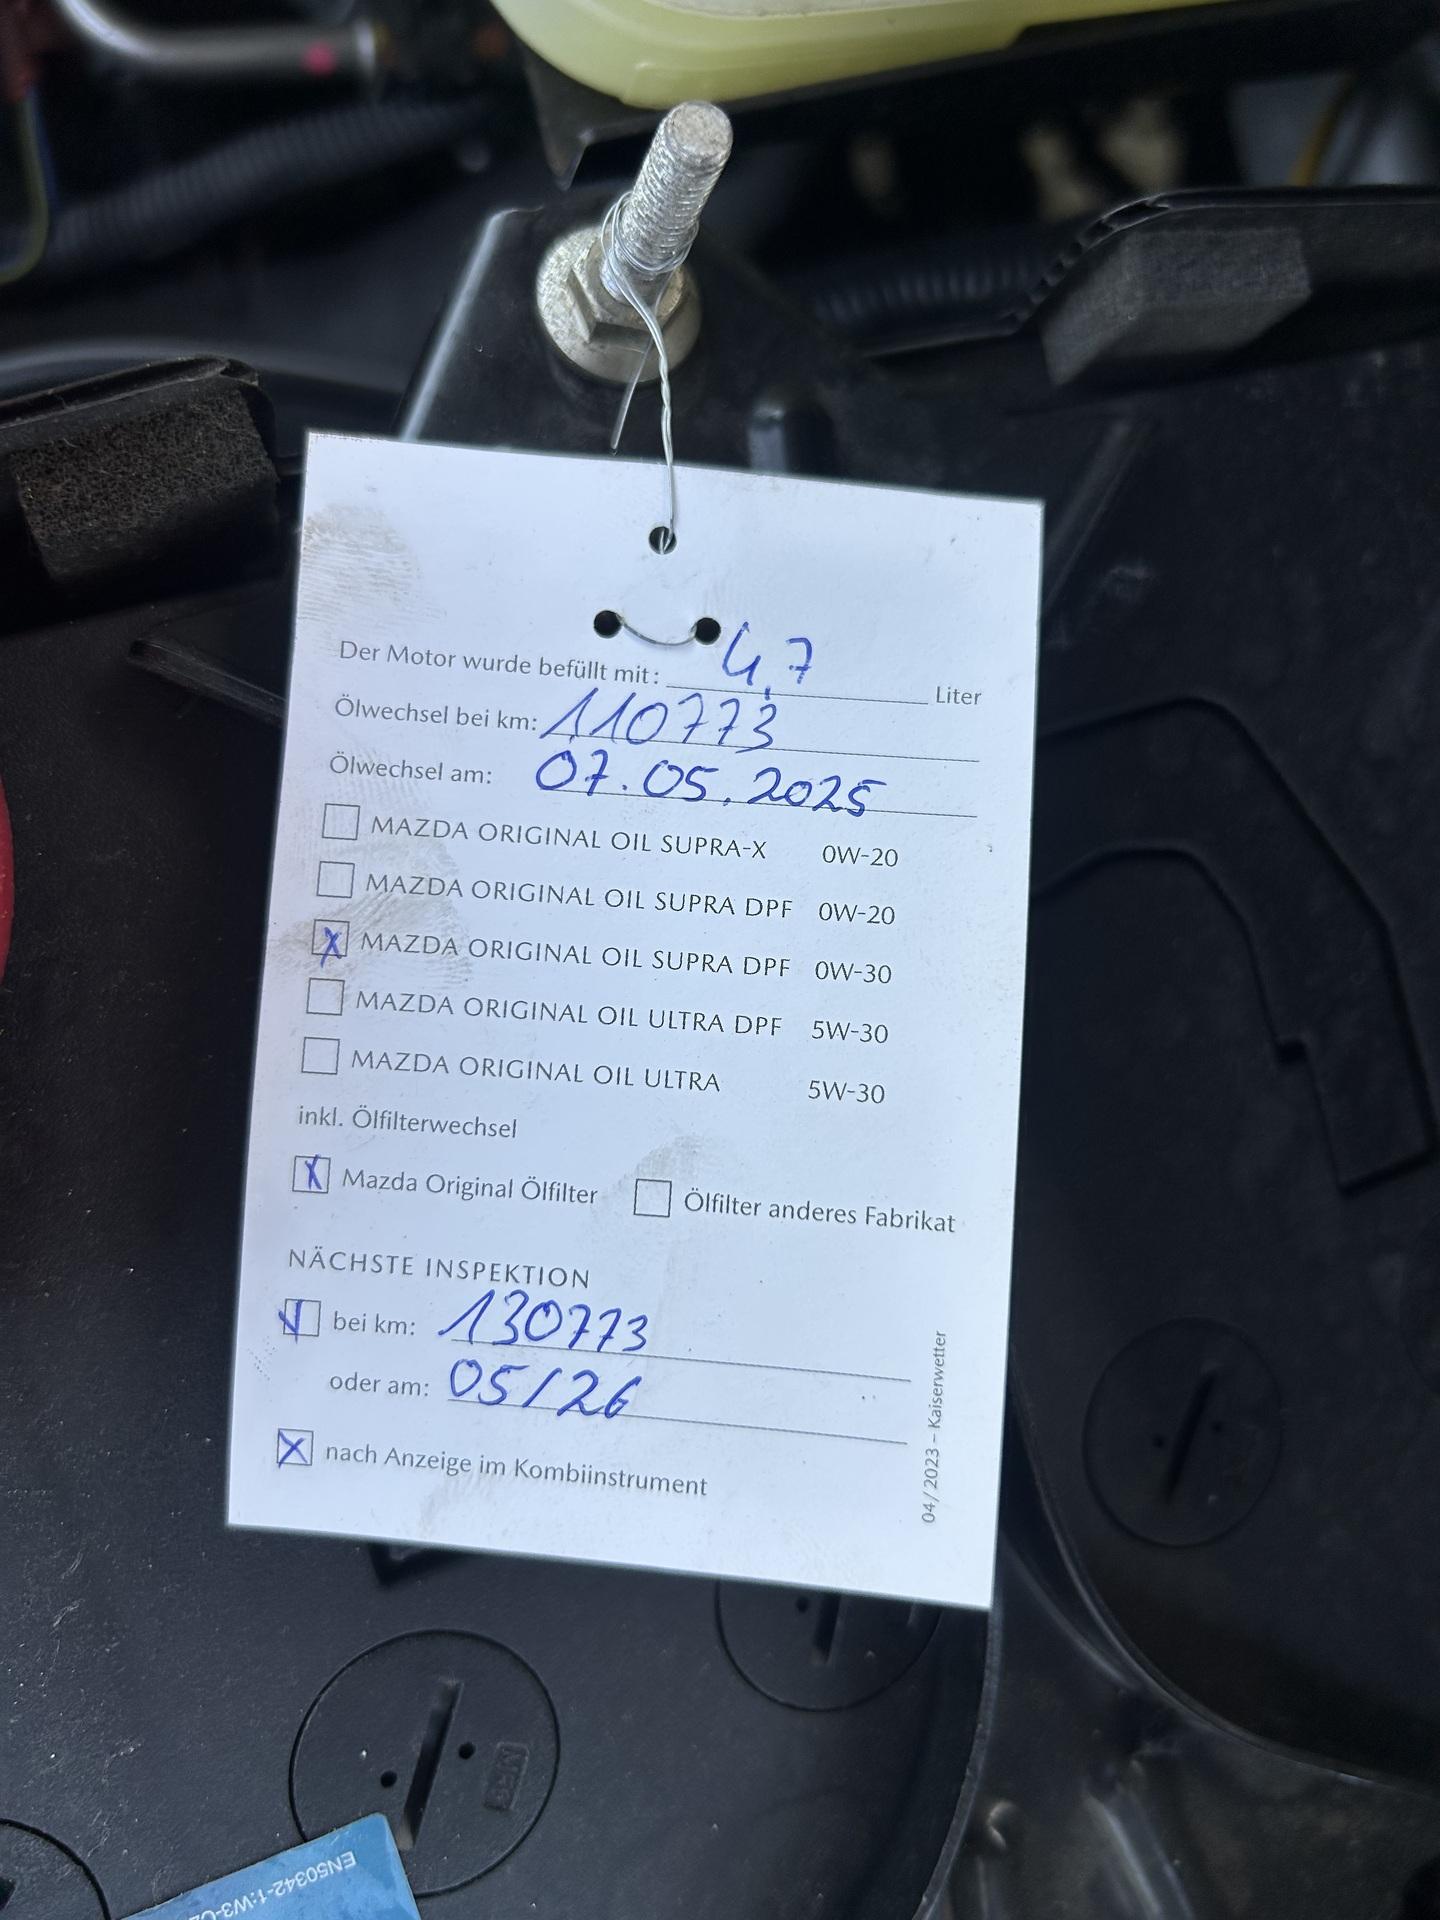 Der Motor wurde befüllt mit: 4,7 Liter
Ölwechsel bei km: 110773
Ölwechsel am: 07.05.2025
MAZDA ORIGINAL OIL SUPRA-X 0W-20
MAZDA ORIGINAL OIL SUPRA DPF 0W-20
X MAZDA ORIGINAL OIL SUPRA DPF 0W-30
MAZDA ORIGINAL OIL ULTRA DPF 5W-30
MAZDA ORIGINAL OIL ULTRA 5W-30
inkl. Ölfilterwechsel
X Mazda Original Ölfilter Ölfilter anderes Fabrikat
NÄCHSTE INSPEKTION
bei km: 130773
oder am: 05/26
X nach Anzeige im Kombiinstrument
04/2023 – Kaiserwetter
EN50342-1:W3-